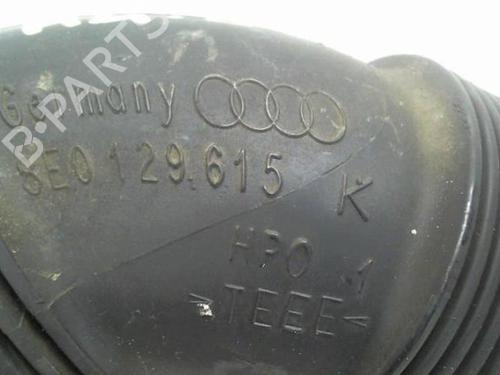 Germany
8E0 129 615 K
HPO 1
>TEEE<
B-PARTS